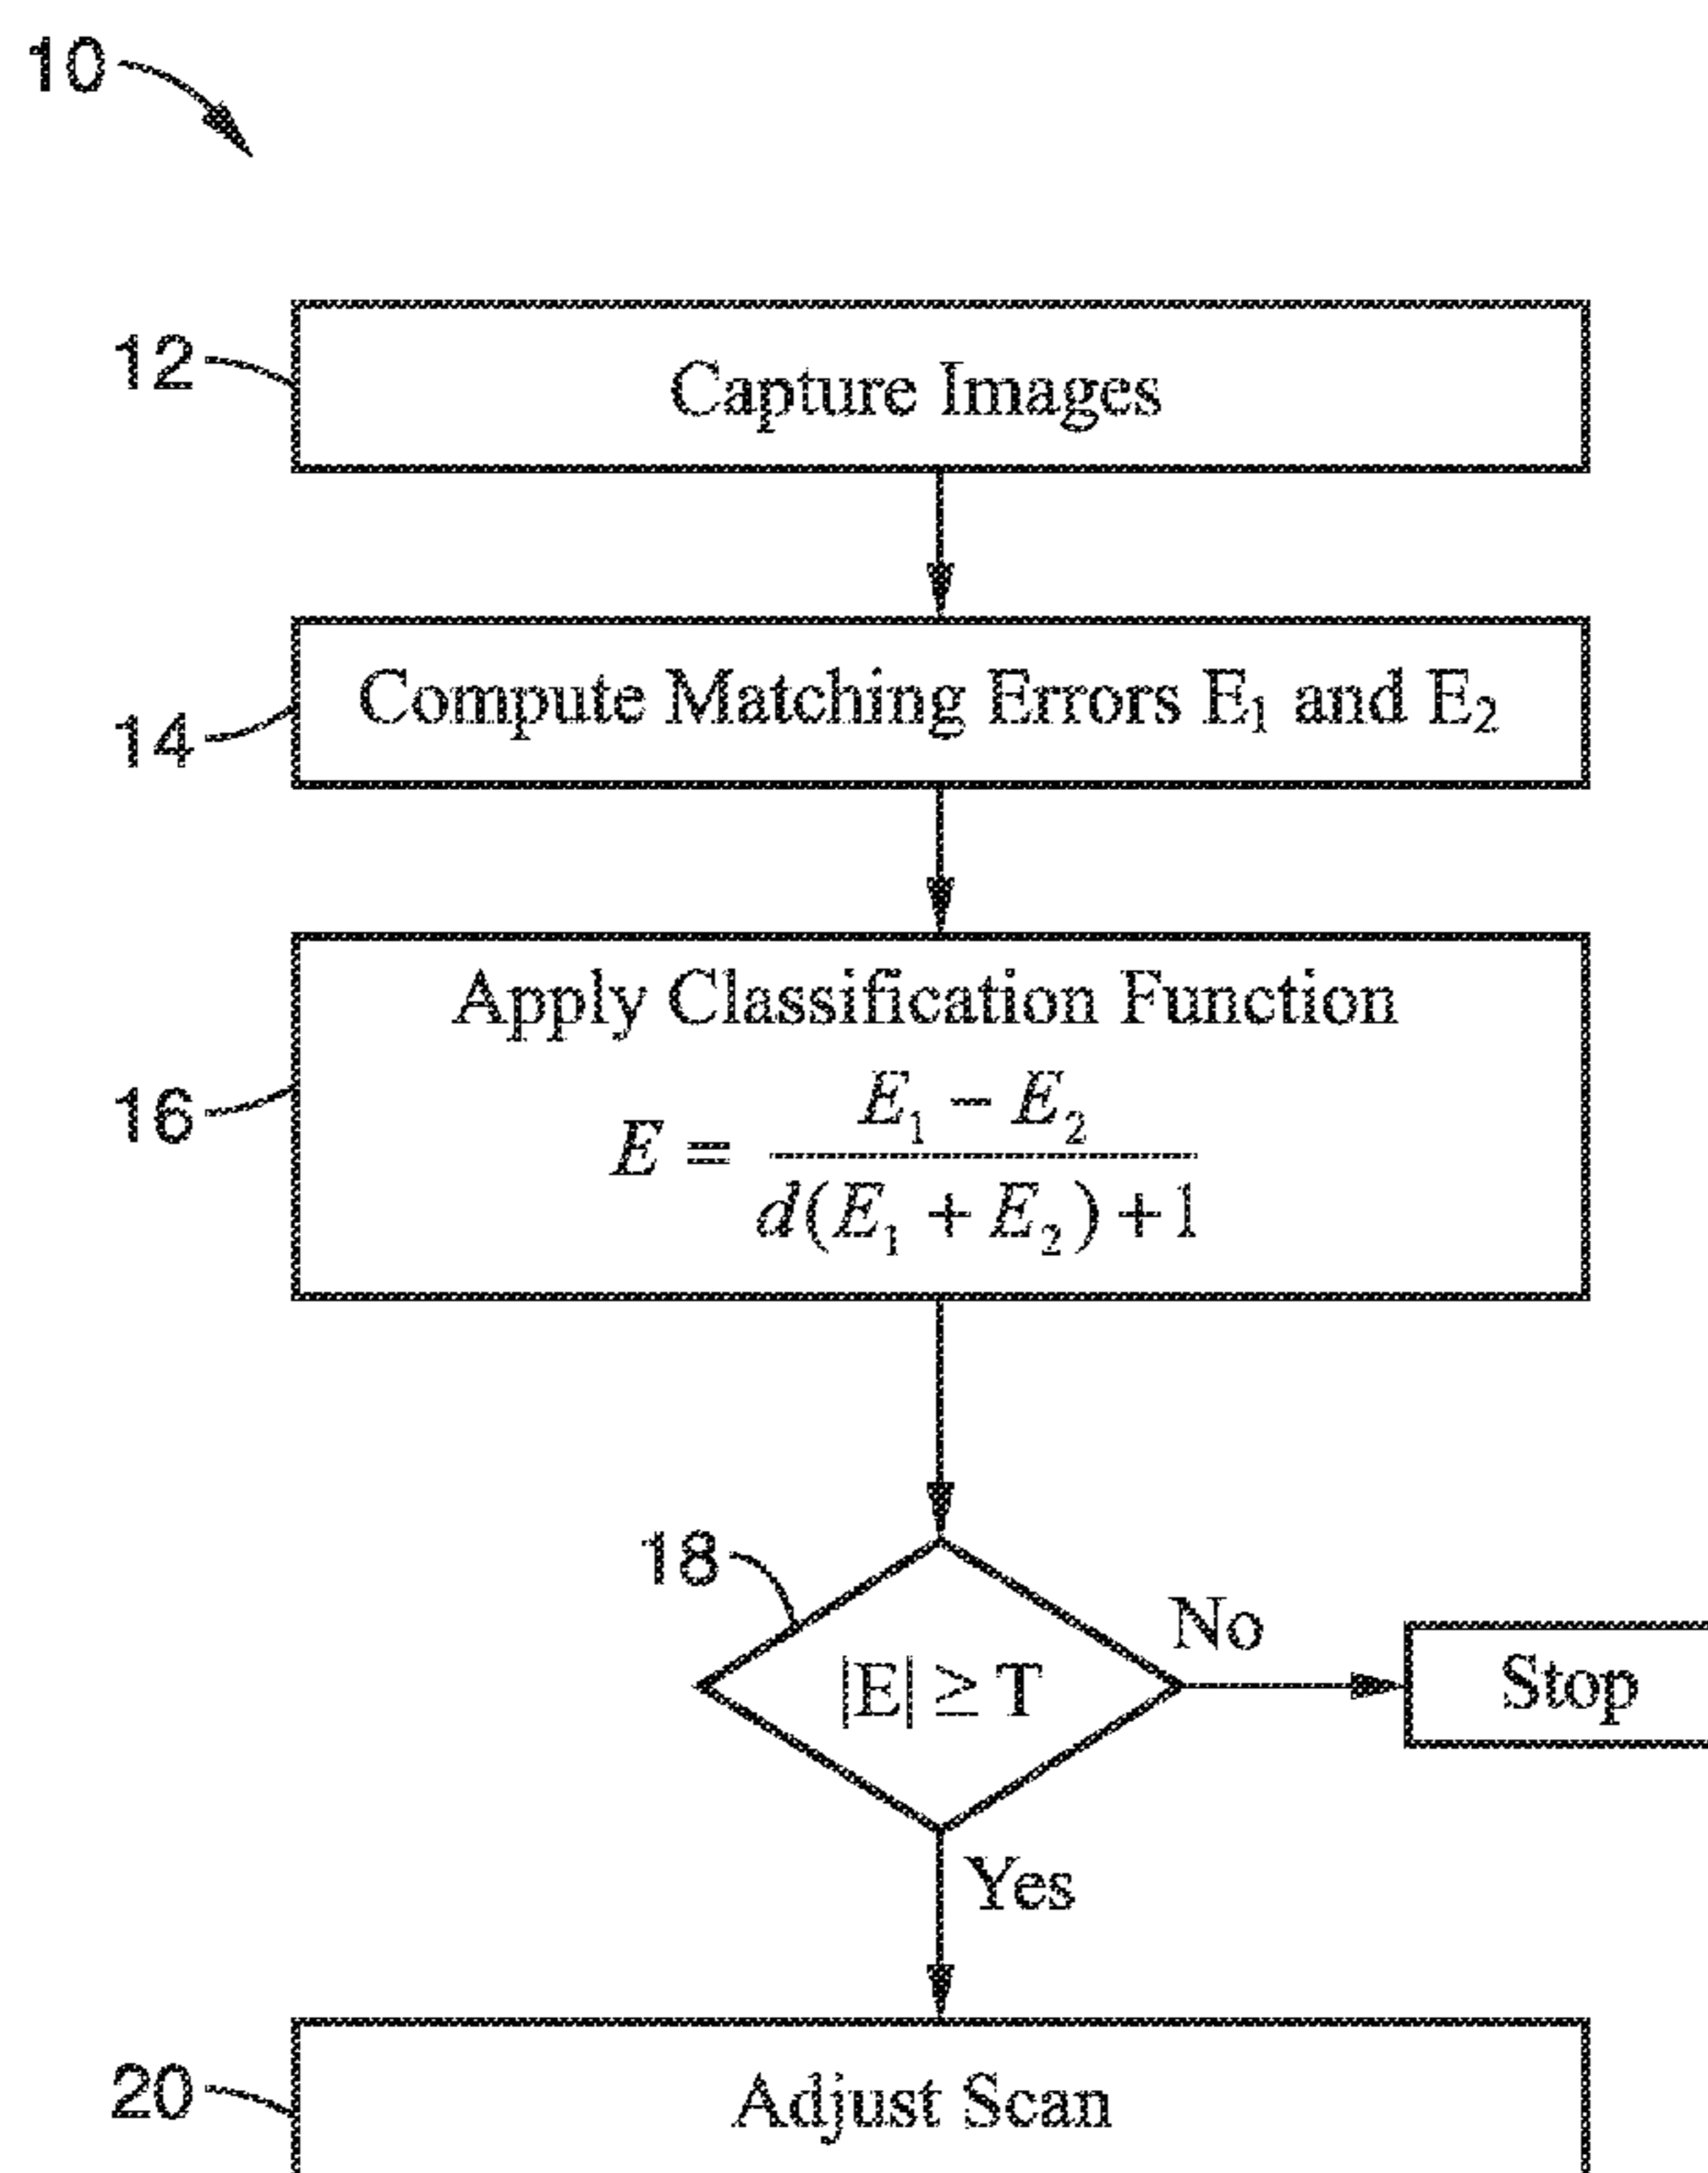 10
12
Capture Images
14
Compute Matching Errors E₁ and E₂
16
Apply Classification Function
E = (E₁ − E₂) / (d(E₁ + E₂) + 1)
18
|E| ≥ T
No
Stop
Yes
20
Adjust Scan